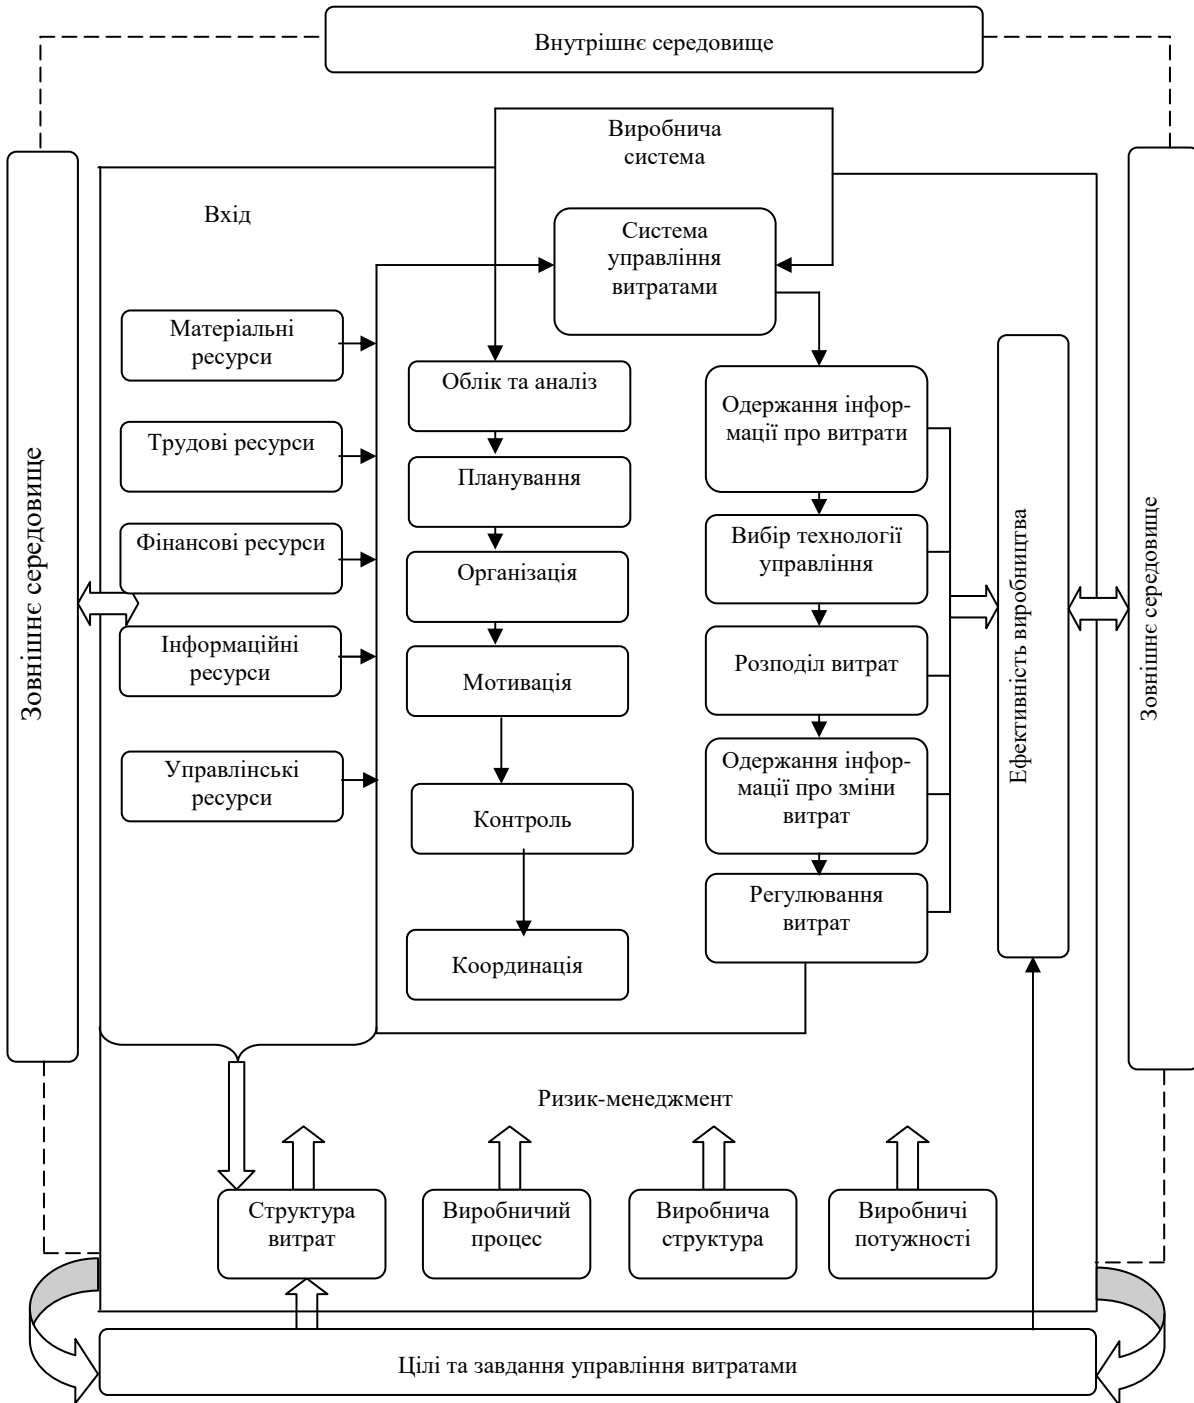 Внутрішнє середовище
Виробнича
система
Вхід
Система
управління
витратами
Матеріальні
ресурси
Трудові ресурси
Фінансові ресурси
Інформаційні
ресурси
Управлінські
ресурси
Облік та аналіз
Планування
Організація
Мотивація
Контроль
Координація
Одержання інфор-
мації про витрати
Вибір технології
управління
Розподіл витрат
Одержання інфор-
мації про зміни
витрат
Регулювання
витрат
Ефективність виробництва
Зовнішнє середовище
Зовнішнє середовище
Ризик-менеджмент
Структура
витрат
Виробничий
процес
Виробнича
структура
Виробничі
потужності
Цілі та завдання управління витратами